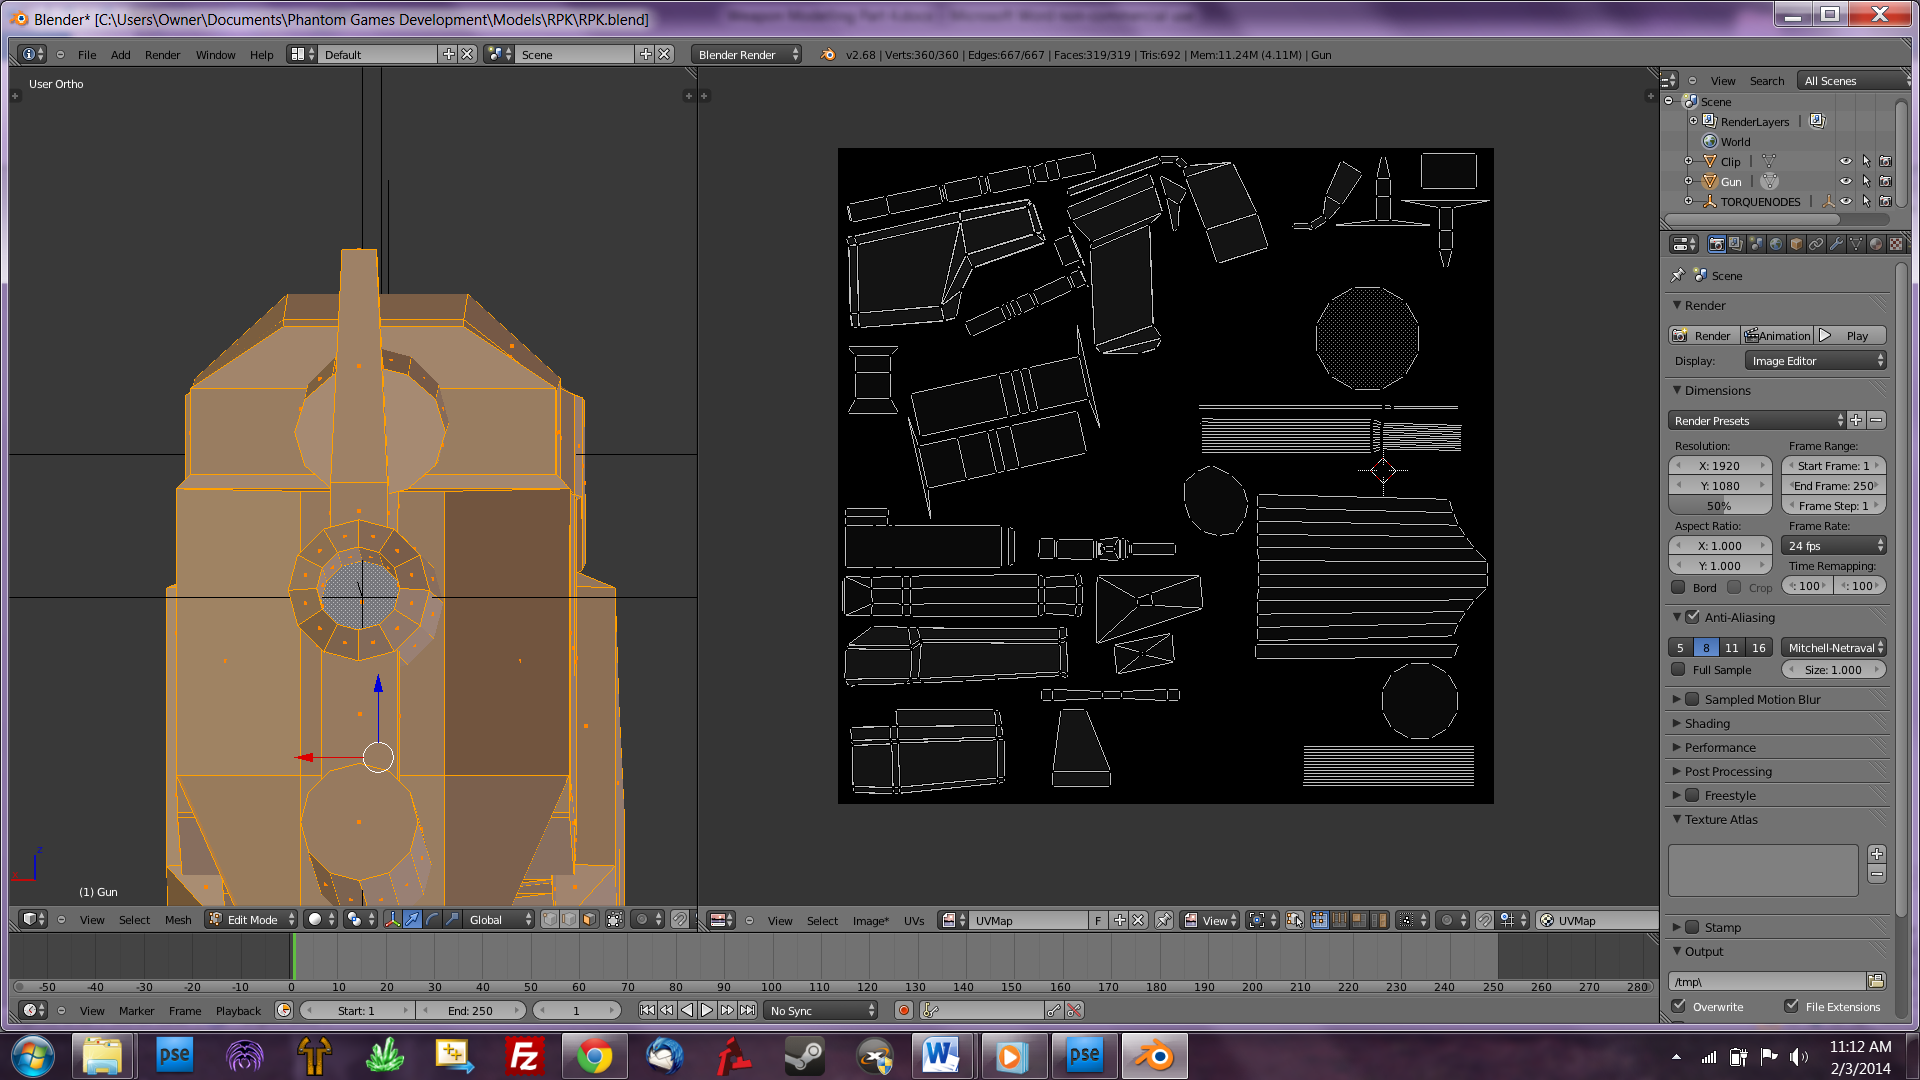 Blender* [C:\Users\Owner\Documents\Phantom Games Development\Models\RPK\RPK.blend]
File Add Render Window Help Default Scene Blender Render v2.68 | Verts:360/360 | Edges:667/667 | Faces:319/319 | Tris:692 | Mem:11.24M (4.11M) | Gun
User Ortho
View Search All Scenes
Scene
RenderLayers
World
Clip
Gun
TORQUENODES
Scene
Render
Render Animation Play
Display: Image Editor
Dimensions
Render Presets
Resolution: Frame Range:
X: 1920 Start Frame: 1
Y: 1080 End Frame: 250
50% Frame Step: 1
Aspect Ratio: Frame Rate:
X: 1.000 24 fps
Y: 1.000 Time Remapping:
Bord Crop : 100 : 100
Anti-Aliasing
5 8 11 16 Mitchell-Netraval
Full Sample Size: 1.000
Sampled Motion Blur
Shading
Performance
Post Processing
Freestyle
Texture Atlas
Stamp
Output
/tmp\
Overwrite File Extensions
z
(1) Gun
View Select Mesh Edit Mode Global
View Select Image* UVs UVMap F View UVMap
-50 -40 -30 -20 -10 0 10 20 30 40 50 60 70 80 90 100 110 120 130 140 150 160 170 180 190 200 210 220 230 240 250 260 270 280
View Marker Frame Playback Start: 1 End: 250 1 No Sync
pse Fz W pse
11:12 AM
2/3/2014